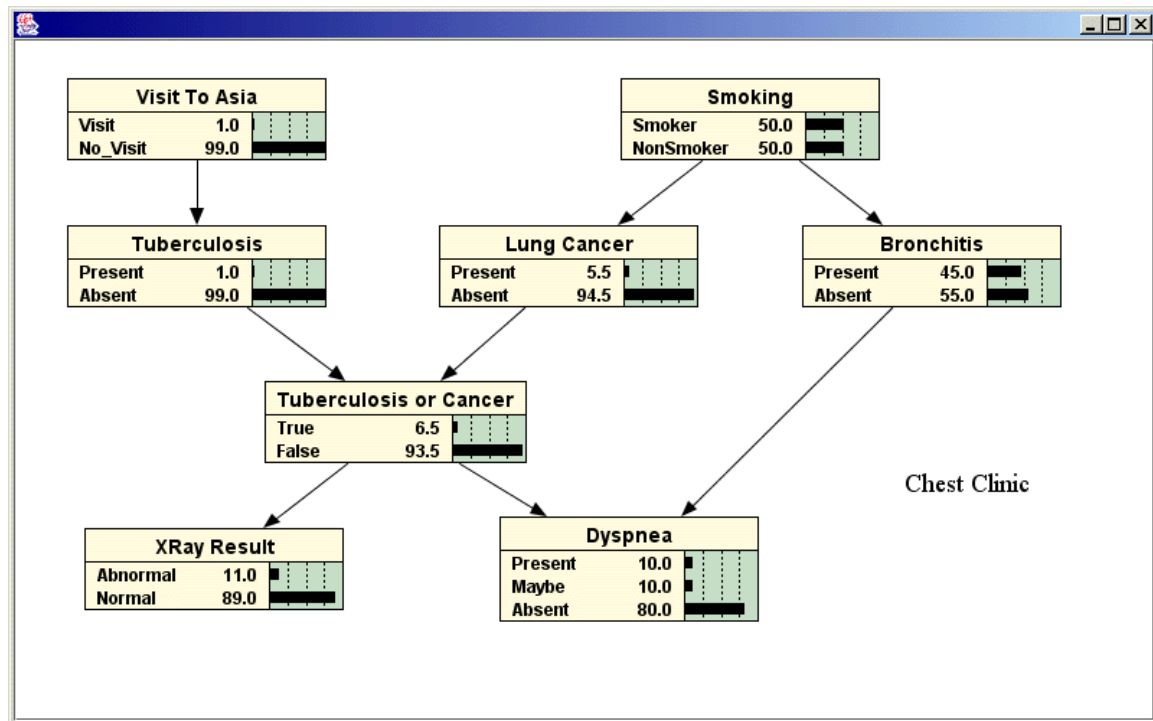 Visit To Asia
Visit 1.0
No_Visit 99.0
Smoking
Smoker 50.0
NonSmoker 50.0
Tuberculosis
Present 1.0
Absent 99.0
Lung Cancer
Present 5.5
Absent 94.5
Bronchitis
Present 45.0
Absent 55.0
Tuberculosis or Cancer
True 6.5
False 93.5
Chest Clinic
XRay Result
Abnormal 11.0
Normal 89.0
Dyspnea
Present 10.0
Maybe 10.0
Absent 80.0